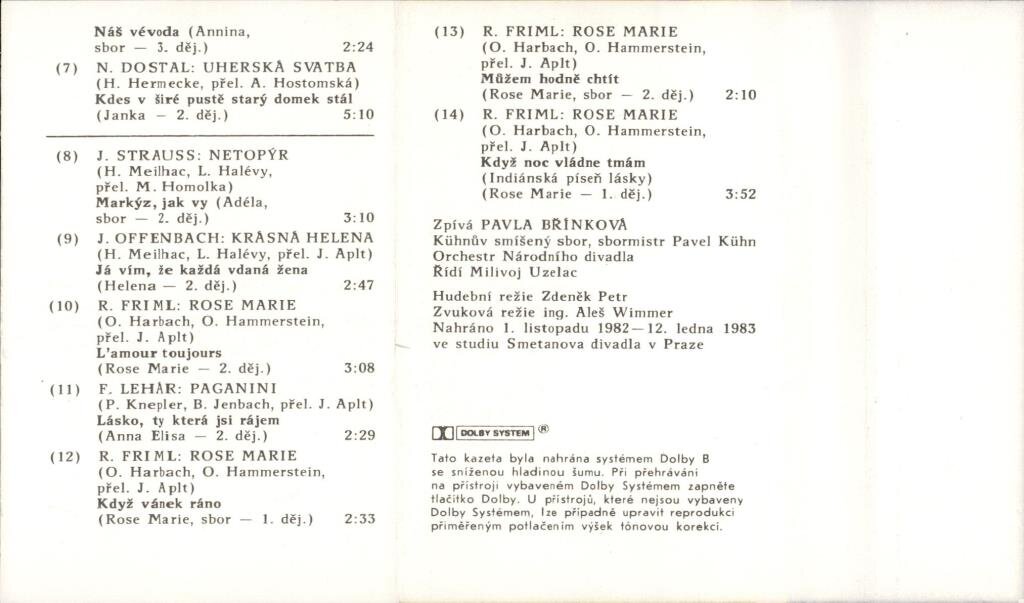 Náš vévoda (Annina,
sbor — 3. děj.) 2:24
(7) N. DOSTAL: UHERSKÁ SVATBA
(H. Hermecke, přel. A. Hostomská)
Kdes v širé pustě starý domek stál
(Janka — 2. děj.) 5:10
(8) J. STRAUSS: NETOPÝR
(H. Meilhac, L. Halévy,
přel. M. Homolka)
Markýz, jak vy (Adéla,
sbor — 2. děj.) 3:10
(9) J. OFFENBACH: KRÁSNÁ HELENA
(H. Meilhac, L. Halévy, přel. J. Aplt)
Já vím, že každá vdaná žena
(Helena — 2. děj.) 2:47
(10) R. FRIML: ROSE MARIE
(O. Harbach, O. Hammerstein,
přel. J. Aplt)
L'amour toujours
(Rose Marie — 2. děj.) 3:08
(11) F. LEHÁR: PAGANINI
(P. Knepler, B. Jenbach, přel. J. Aplt)
Lásko, ty která jsi rájem
(Anna Elisa — 2. děj.) 2:29
(12) R. FRIML: ROSE MARIE
(O. Harbach, O. Hammerstein,
přel. J. Aplt)
Když vánek ráno
(Rose Marie, sbor — 1. děj.) 2:33
(13) R. FRIML: ROSE MARIE
(O. Harbach, O. Hammerstein,
přel. J. Aplt)
Můžem hodně chtít
(Rose Marie, sbor — 2. děj.) 2:10
(14) R. FRIML: ROSE MARIE
(O. Harbach, O. Hammerstein,
přel. J. Aplt)
Když noc vládne tmám
(Indiánská píseň lásky)
(Rose Marie — 1. děj.) 3:52
Zpívá PAVLA BŘÍNKOVÁ
Kühnův smíšený sbor, sbormistr Pavel Kühn
Orchestr Národního divadla
Řídí Milivoj Uzelac
Hudební režie Zdeněk Petr
Zvuková režie ing. Aleš Wimmer
Nahráno 1. listopadu 1982—12. ledna 1983
ve studiu Smetanova divadla v Praze
DOLBY SYSTEM ®
Tato kazeta byla nahrána systémem Dolby B
se sníženou hladinou šumu. Při přehrávání
na přístroji vybaveném Dolby Systémem zapněte
tlačítko Dolby. U přístrojů, které nejsou vybaveny
Dolby Systémem, lze případně upravit reprodukci
přiměřeným potlačením výšek tónovou korekcí.